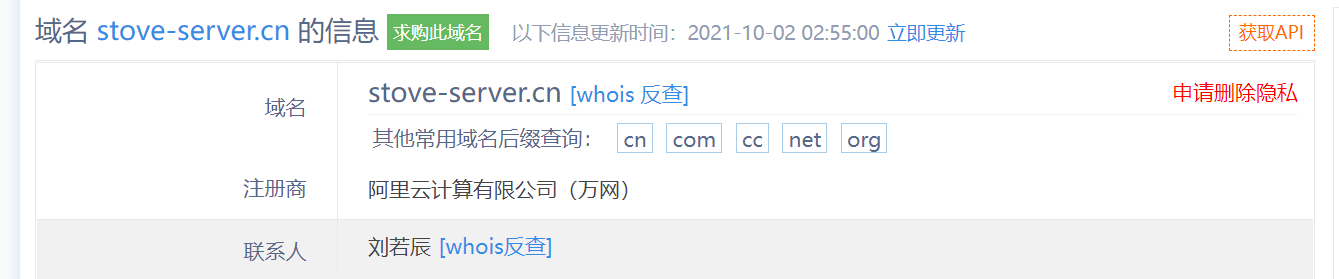 域名 stove-server.cn 的信息 求购此域名 以下信息更新时间：2021-10-02 02:55:00 立即更新 获取API
域名 stove-server.cn [whois 反查] 申请删除隐私
其他常用域名后缀查询： cn com cc net org
注册商 阿里云计算有限公司（万网）
联系人 刘若辰 [whois反查]